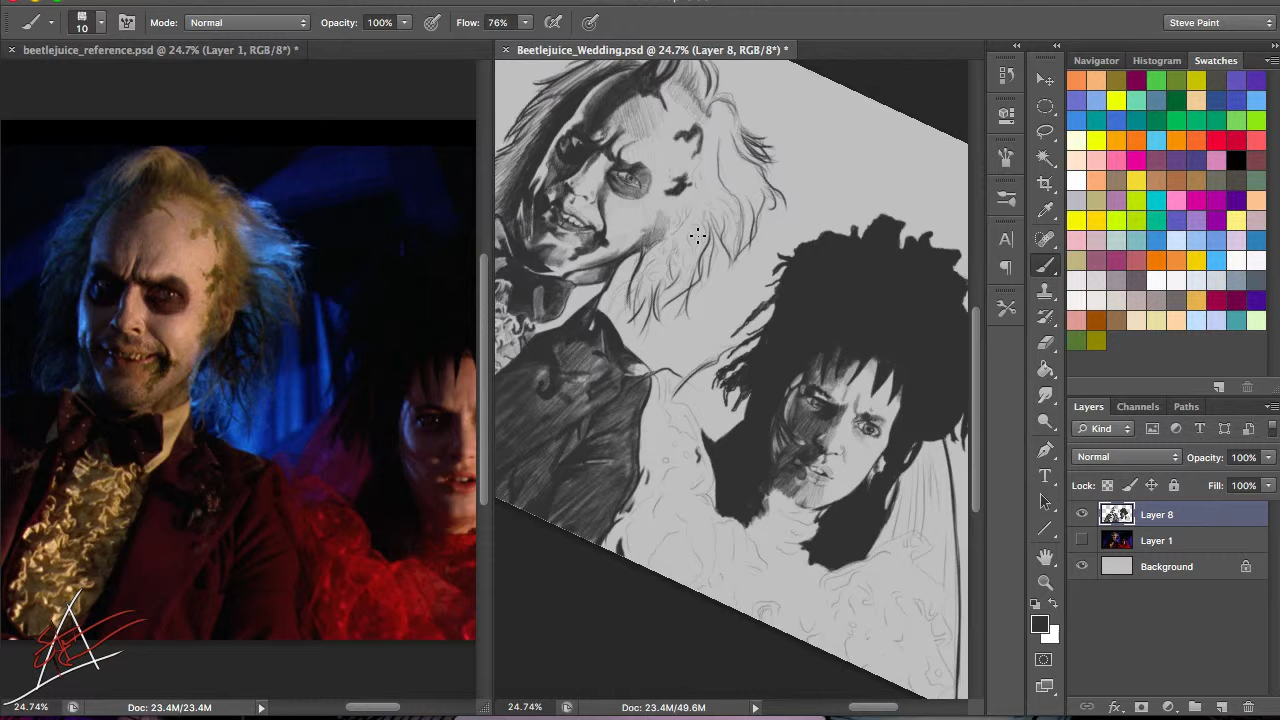 10
Mode:
Normal
Opacity:
100%
Flow:
76%
Steve Paint
beetlejuice_reference.psd @ 24.7% (Layer 1, RGB/8*) *
Beetlejuice_Wedding.psd @ 24.7% (Layer 8, RGB/8*) *
Navigator
Histogram
Swatches
Layers
Channels
Paths
Kind
Normal
Opacity:
100%
Lock:
Fill:
100%
Layer 8
Layer 1
Background
24.74%
Doc: 23.4M/23.4M
24.74%
Doc: 23.4M/49.6M